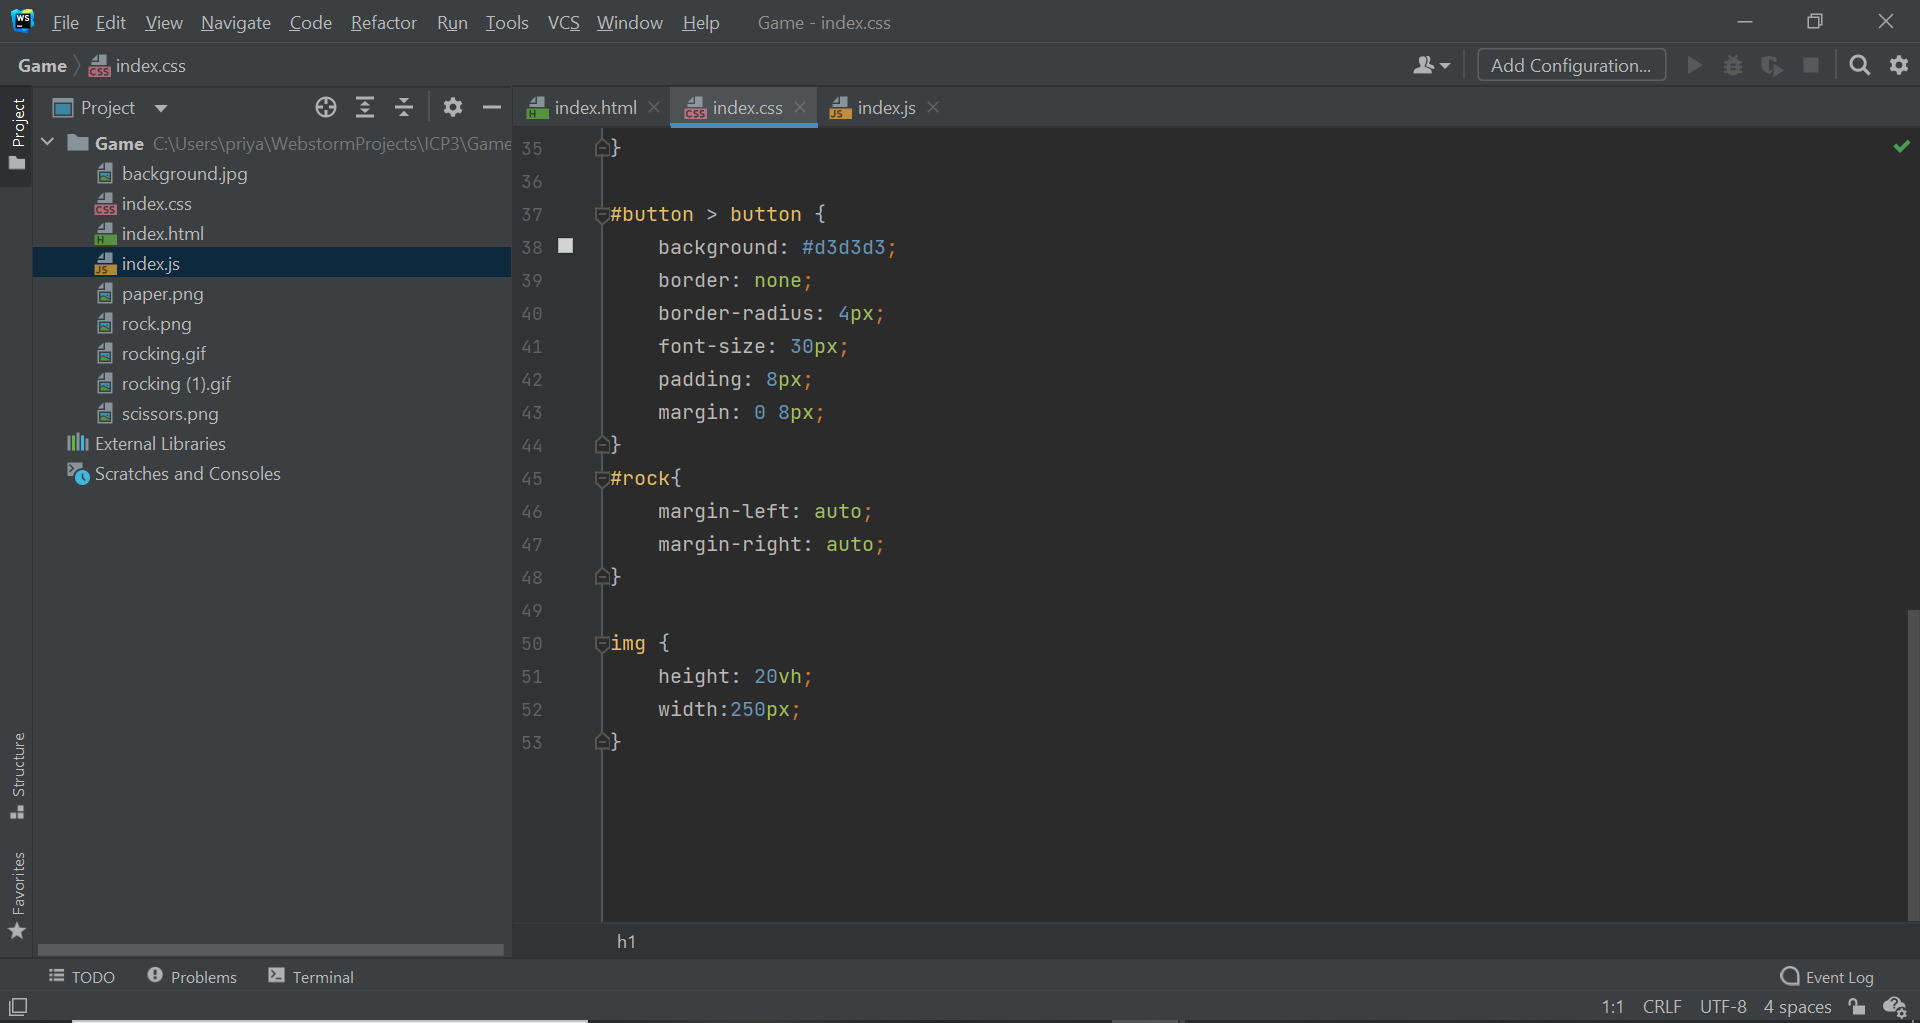 WS File Edit View Navigate Code Refactor Run Tools VCS Window Help Game - index.css
Game index.css Add Configuration...
Project
Project
index.html index.css index.js
Game C:\Users\priya\WebstormProjects\ICP3\Game
background.jpg
index.css
index.html
index.js
paper.png
rock.png
rocking.gif
rocking (1).gif
scissors.png
External Libraries
Scratches and Consoles
Structure
Favorites
35 }
36
37 #button > button {
38 background: #d3d3d3;
39 border: none;
40 border-radius: 4px;
41 font-size: 30px;
42 padding: 8px;
43 margin: 0 8px;
44 }
45 #rock{
46 margin-left: auto;
47 margin-right: auto;
48 }
49
50 img {
51 height: 20vh;
52 width:250px;
53 }
h1
TODO Problems Terminal Event Log
1:1 CRLF UTF-8 4 spaces